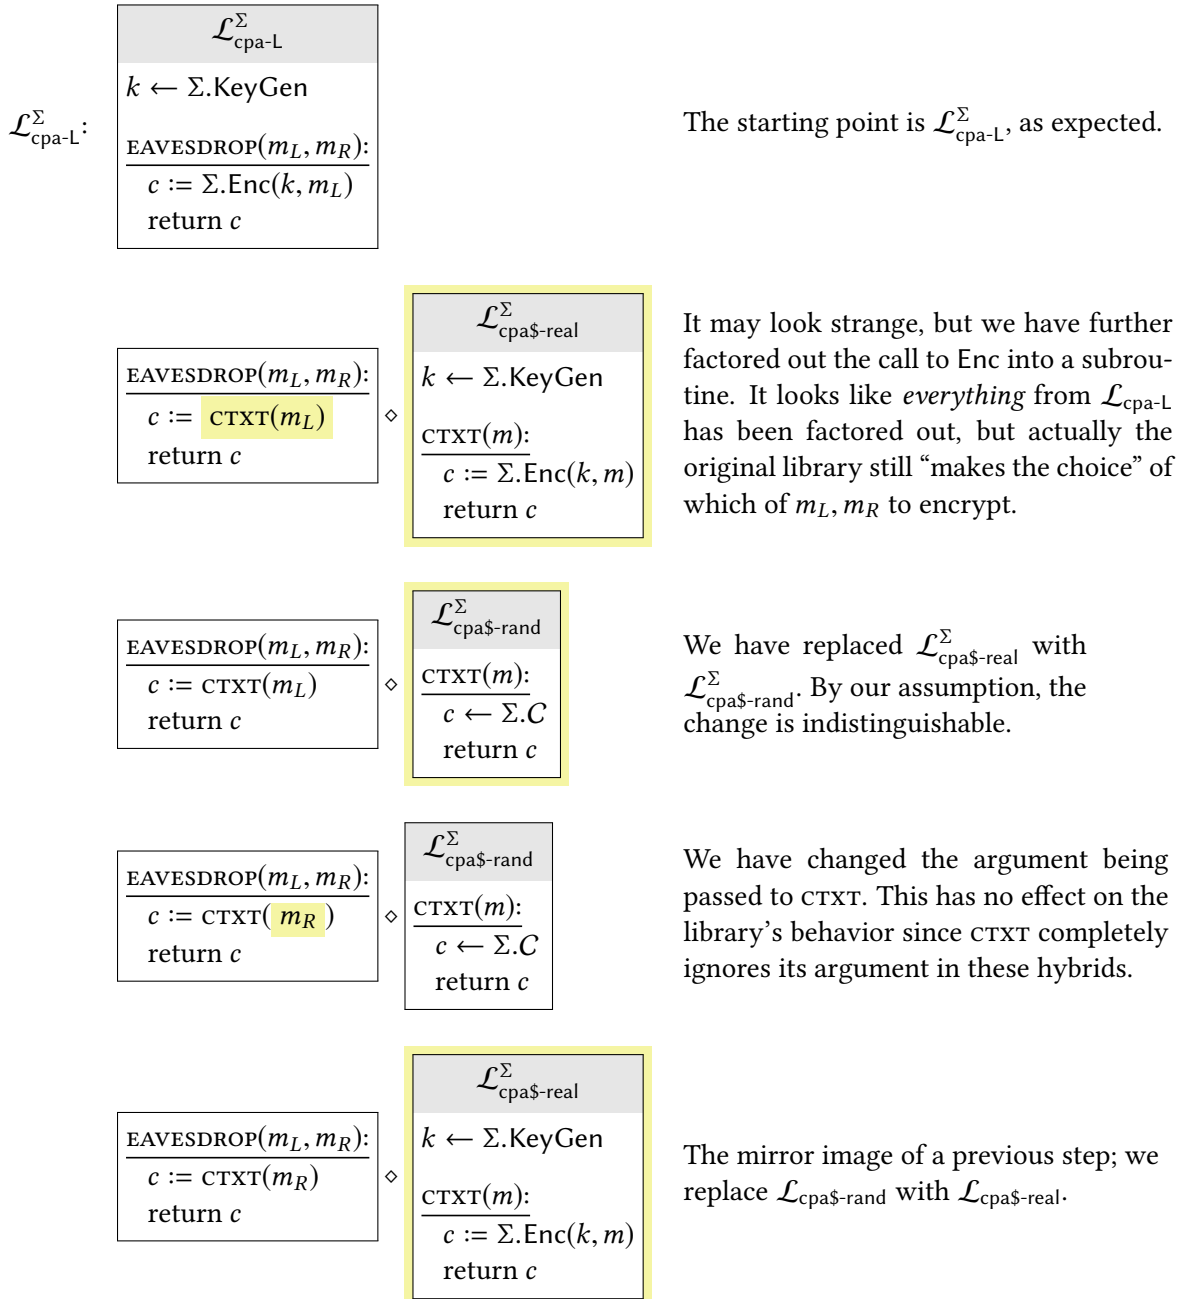 𝓛^Σ_cpa-L
k ← Σ.KeyGen
𝓛^Σ_cpa-L:
The starting point is 𝓛^Σ_cpa-L, as expected.
EAVESDROP(m_L, m_R):
c := Σ.Enc(k, m_L)
return c
𝓛^Σ_cpa$-real
k ← Σ.KeyGen
EAVESDROP(m_L, m_R):
c := CTXT(m_L)
return c
⋄
CTXT(m):
c := Σ.Enc(k, m)
return c
It may look strange, but we have further
factored out the call to Enc into a subrou-
tine. It looks like everything from 𝓛_cpa-L
has been factored out, but actually the
original library still “makes the choice” of
which of m_L, m_R to encrypt.
EAVESDROP(m_L, m_R):
c := CTXT(m_L)
return c
⋄
𝓛^Σ_cpa$-rand
CTXT(m):
c ← Σ.C
return c
We have replaced 𝓛^Σ_cpa$-real with
𝓛^Σ_cpa$-rand. By our assumption, the
change is indistinguishable.
EAVESDROP(m_L, m_R):
c := CTXT( m_R )
return c
⋄
𝓛^Σ_cpa$-rand
CTXT(m):
c ← Σ.C
return c
We have changed the argument being
passed to CTXT. This has no effect on the
library’s behavior since CTXT completely
ignores its argument in these hybrids.
EAVESDROP(m_L, m_R):
c := CTXT(m_R)
return c
⋄
𝓛^Σ_cpa$-real
k ← Σ.KeyGen
CTXT(m):
c := Σ.Enc(k, m)
return c
The mirror image of a previous step; we
replace 𝓛_cpa$-rand with 𝓛_cpa$-real.